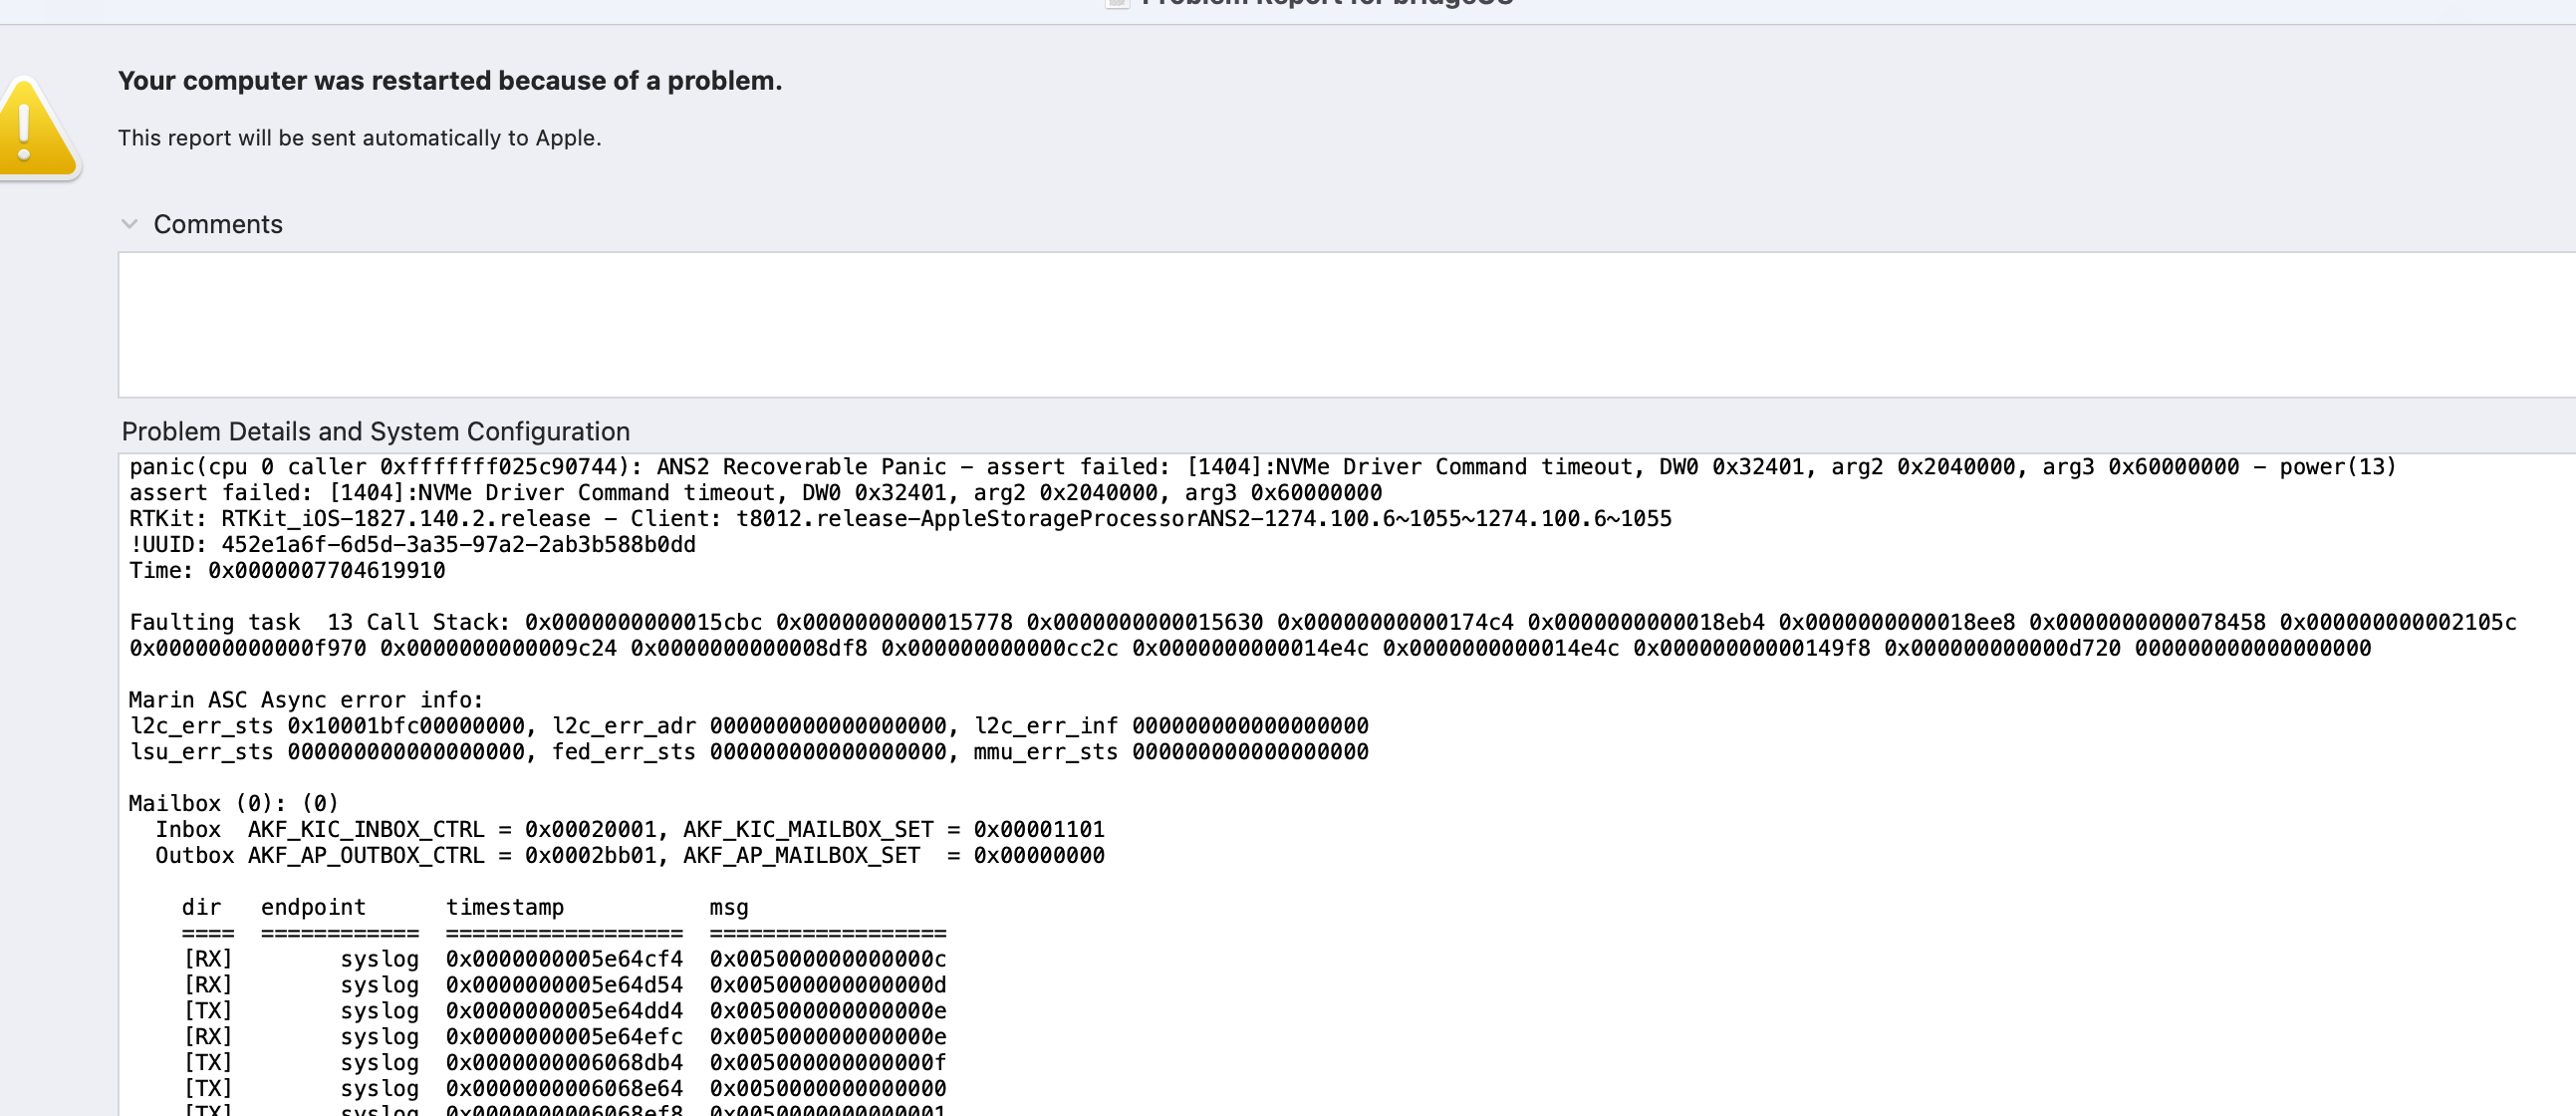 Problem Report for bridgeOS
Your computer was restarted because of a problem.
This report will be sent automatically to Apple.
Comments
Problem Details and System Configuration
panic(cpu 0 caller 0xfffffff025c90744): ANS2 Recoverable Panic – assert failed: [1404]:NVMe Driver Command timeout, DW0 0x32401, arg2 0x2040000, arg3 0x60000000 – power(13)
assert failed: [1404]:NVMe Driver Command timeout, DW0 0x32401, arg2 0x2040000, arg3 0x60000000
RTKit: RTKit_iOS-1827.140.2.release – Client: t8012.release-AppleStorageProcessorANS2-1274.100.6~1055~1274.100.6~1055
!UUID: 452e1a6f-6d5d-3a35-97a2-2ab3b588b0dd
Time: 0x0000007704619910
Faulting task  13 Call Stack: 0x0000000000015cbc 0x0000000000015778 0x0000000000015630 0x00000000000174c4 0x0000000000018eb4 0x0000000000018ee8 0x0000000000078458 0x000000000002105c
0x000000000000f970 0x0000000000009c24 0x0000000000008df8 0x000000000000cc2c 0x0000000000014e4c 0x0000000000014e4c 0x00000000000149f8 0x000000000000d720 000000000000000000
Marin ASC Async error info:
l2c_err_sts 0x10001bfc00000000, l2c_err_adr 000000000000000000, l2c_err_inf 000000000000000000
lsu_err_sts 000000000000000000, fed_err_sts 000000000000000000, mmu_err_sts 000000000000000000
Mailbox (0): (0)
Inbox  AKF_KIC_INBOX_CTRL = 0x00020001, AKF_KIC_MAILBOX_SET = 0x00001101
Outbox AKF_AP_OUTBOX_CTRL = 0x0002bb01, AKF_AP_MAILBOX_SET  = 0x00000000
dir   endpoint      timestamp           msg
====  ============  ==================  ==================
[RX]        syslog  0x0000000005e64cf4  0x005000000000000c
[RX]        syslog  0x0000000005e64d54  0x005000000000000d
[TX]        syslog  0x0000000005e64dd4  0x005000000000000e
[RX]        syslog  0x0000000005e64efc  0x005000000000000e
[TX]        syslog  0x0000000006068db4  0x005000000000000f
[TX]        syslog  0x0000000006068e64  0x0050000000000000
[TX]        syslog  0x0000000006068ef8  0x0050000000000001